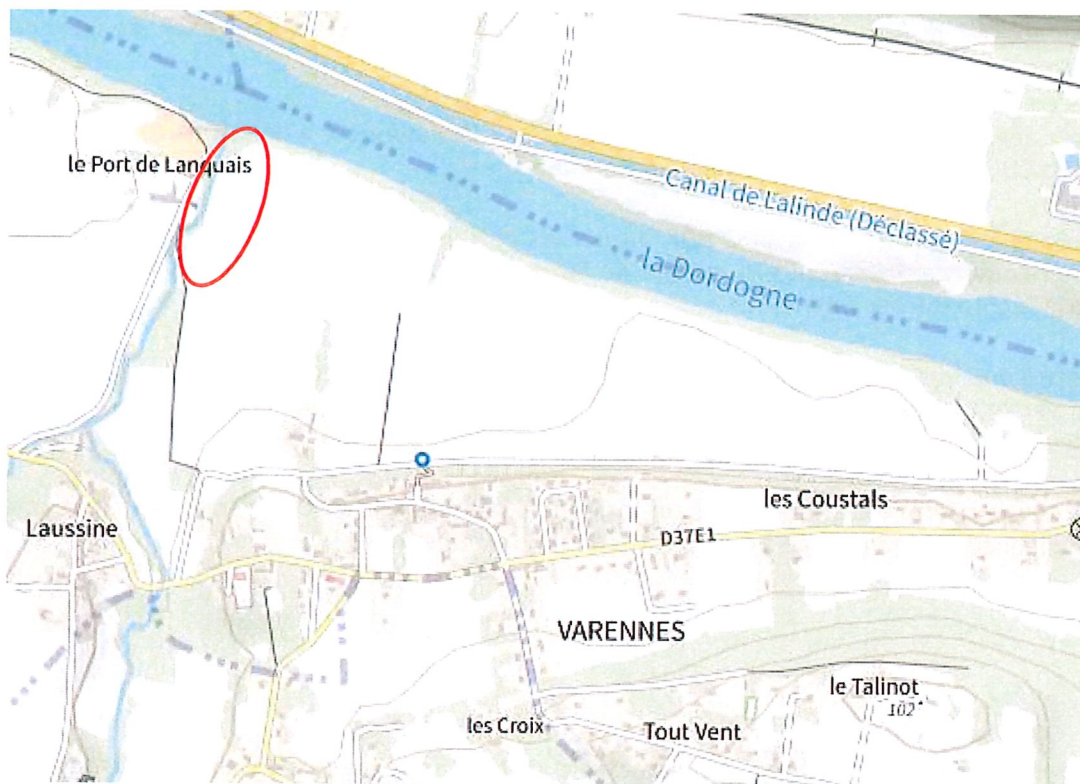 le Port de Lanquais
Canal de Lalinde (Déclassé)
la Dordogne
les Coustals
Laussine
D37E1
VARENNES
le Talinot
102
les Croix
Tout Vent